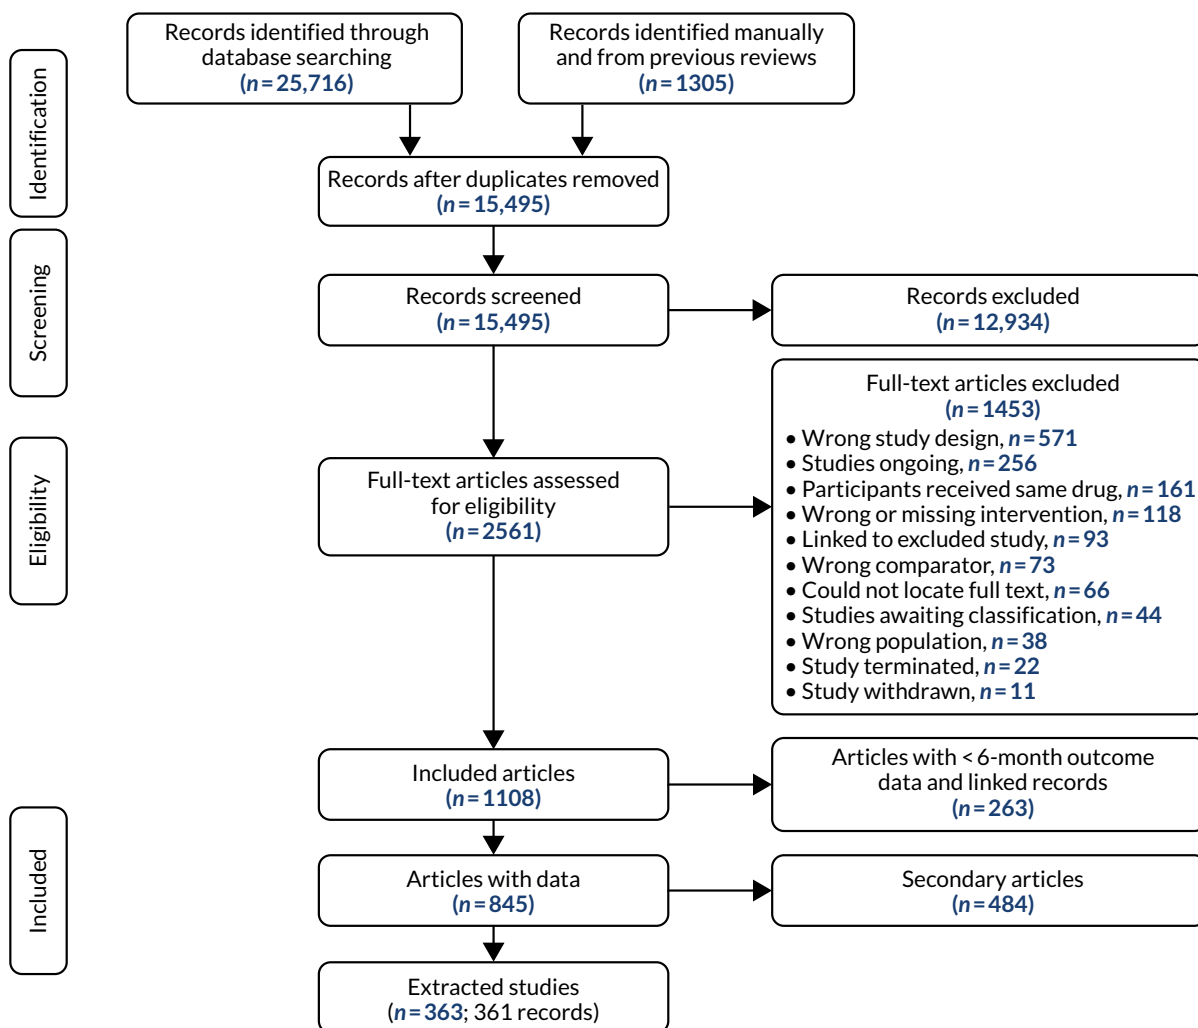 Records identified through
database searching
(n = 25,716)
Records identified manually
and from previous reviews
(n = 1305)
Identification
Records after duplicates removed
(n = 15,495)
Screening
Records screened
(n = 15,495)
Records excluded
(n = 12,934)
Eligibility
Full-text articles assessed
for eligibility
(n = 2561)
Full-text articles excluded
(n = 1453)
• Wrong study design, n = 571
• Studies ongoing, n = 256
• Participants received same drug, n = 161
• Wrong or missing intervention, n = 118
• Linked to excluded study, n = 93
• Wrong comparator, n = 73
• Could not locate full text, n = 66
• Studies awaiting classification, n = 44
• Wrong population, n = 38
• Study terminated, n = 22
• Study withdrawn, n = 11
Included articles
(n = 1108)
Articles with < 6-month outcome
data and linked records
(n = 263)
Included
Articles with data
(n = 845)
Secondary articles
(n = 484)
Extracted studies
(n = 363; 361 records)